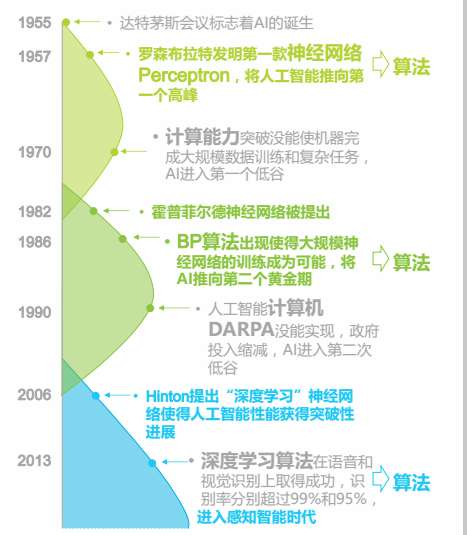 1955
达特茅斯会议标志着AI的诞生
1957
罗森布拉特发明第一款神经网络
Perceptron，将人工智能推向第
一个高峰
算法
1970
计算能力突破没能使机器完
成大规模数据训练和复杂任务，
AI进入第一个低谷
1982
霍普菲尔德神经网络被提出
1986
BP算法出现使得大规模神
经网络的训练成为可能，将
AI推向第二个黄金期
算法
1990
人工智能计算机
DARPA没能实现，政府
投入缩减，AI进入第二次
低谷
2006
Hinton提出“深度学习”神经网
络使得人工智能性能获得突破性
进展
2013
深度学习算法在语音和
视觉识别上取得成功，识
别率分别超过99%和95%，
进入感知智能时代
算法